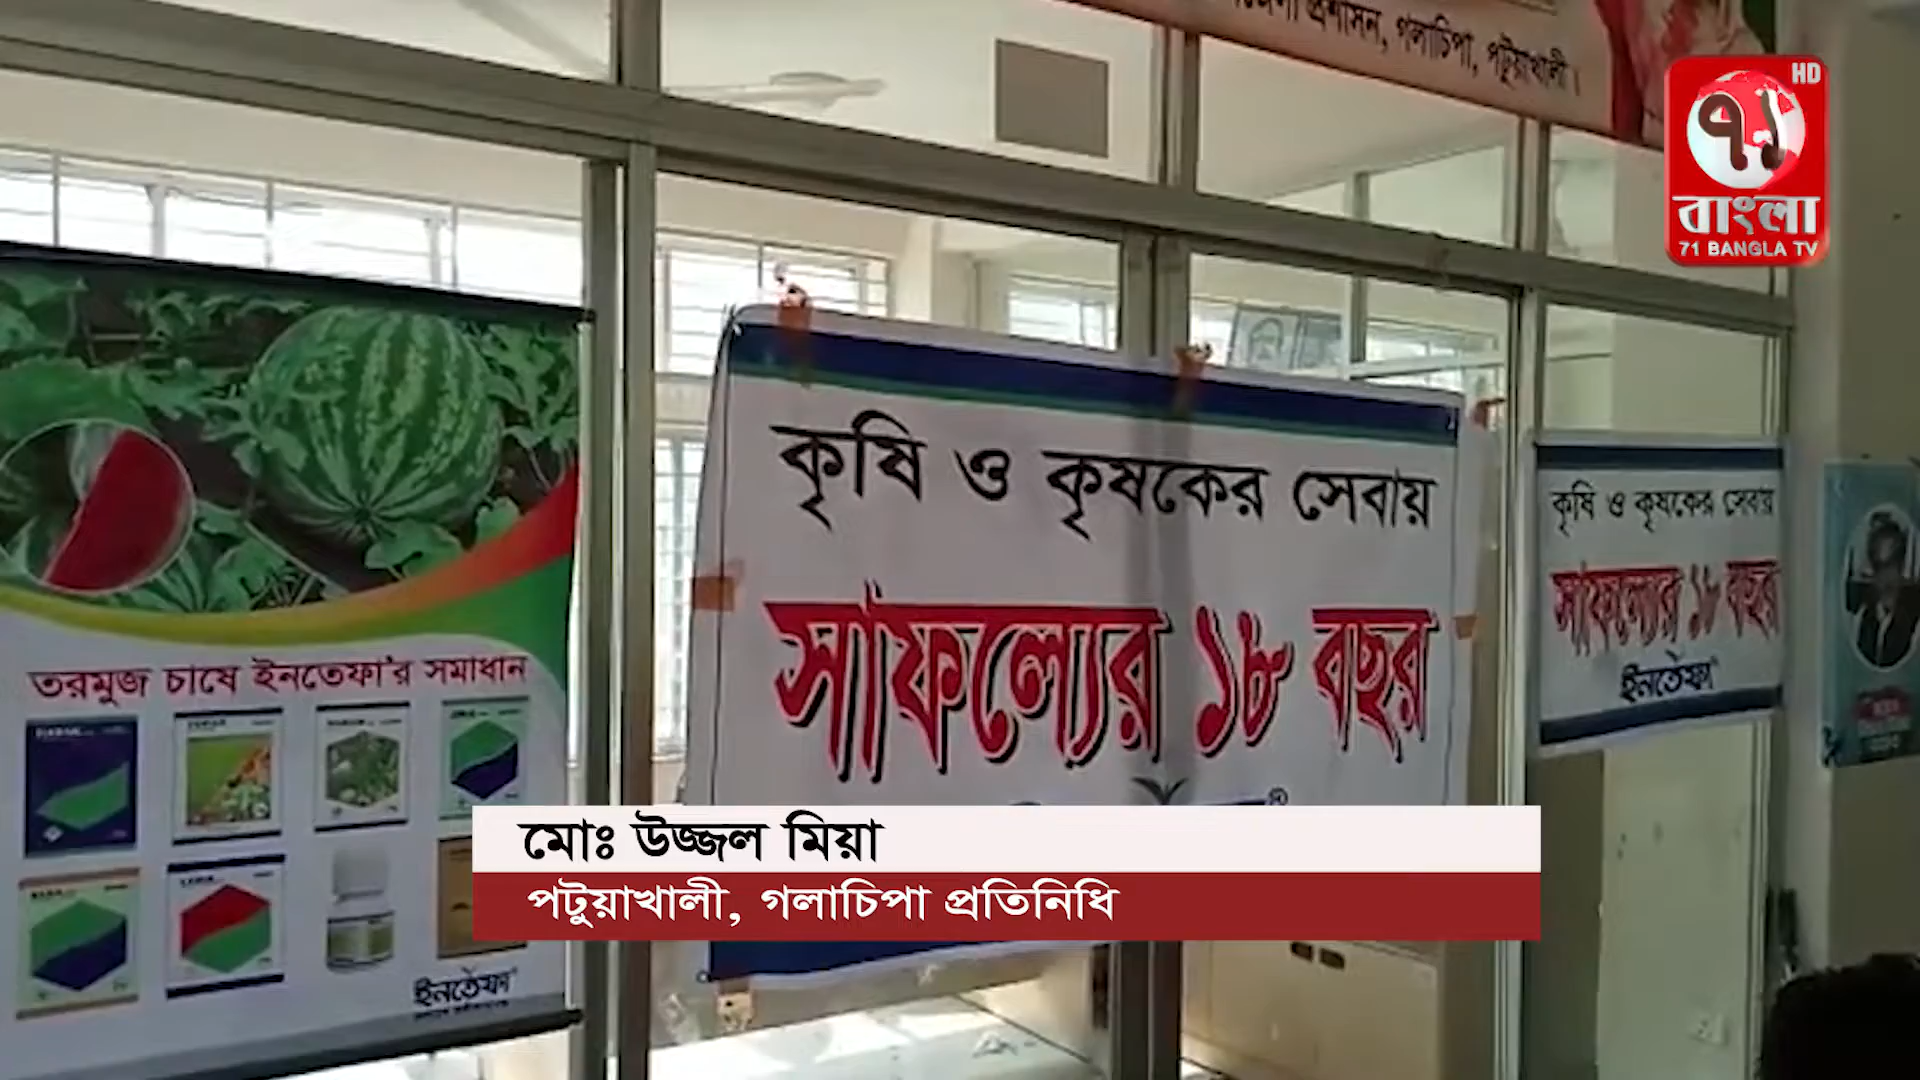 প্রশাসন, গলাচিপা, পটুয়াখালী।
HD
৭১
বাংলা
71 BANGLA TV
কৃষি ও কৃষকের সেবায়
সাফল্যের ১৮ বছর
কৃষি ও কৃষকের সেবায়
সাফল্যের ১৮ বছর
ইনতেফা
তরমুজ চাষে ইনতেফা'র সমাধান
ইনতেফা
মোঃ উজ্জল মিয়া
পটুয়াখালী, গলাচিপা প্রতিনিধি